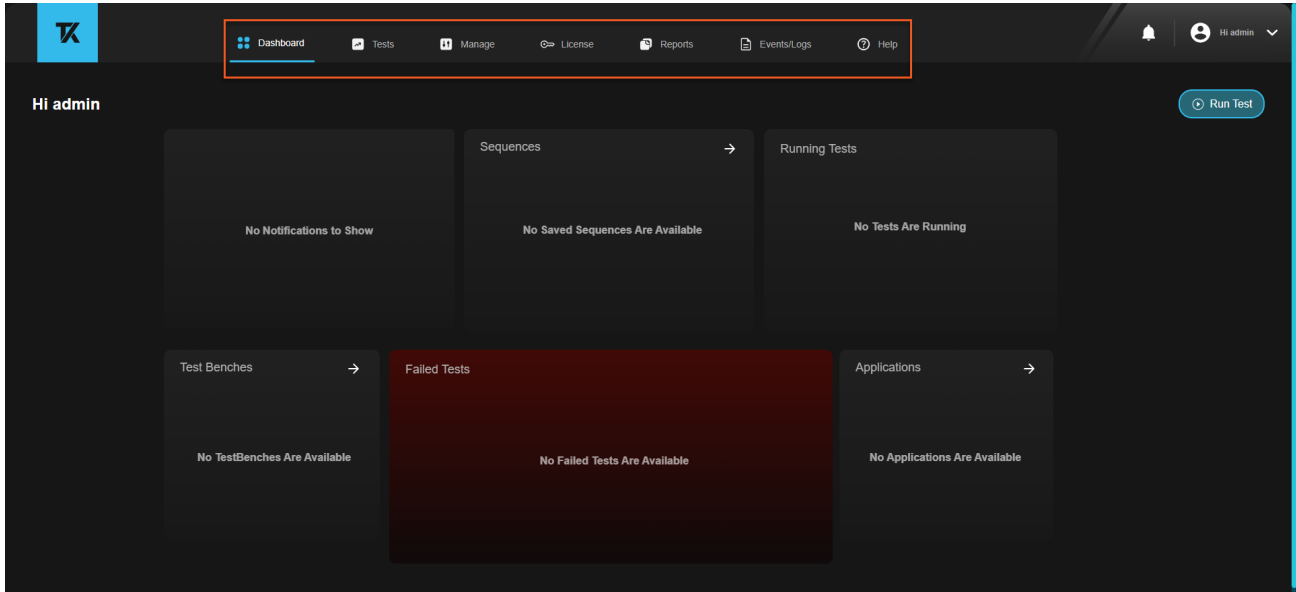 TK
Dashboard Tests Manage License Reports Events/Logs Help
Hi admin
Hi admin
Run Test
No Notifications to Show
Sequences
No Saved Sequences Are Available
Running Tests
No Tests Are Running
Test Benches
No TestBenches Are Available
Failed Tests
No Failed Tests Are Available
Applications
No Applications Are Available